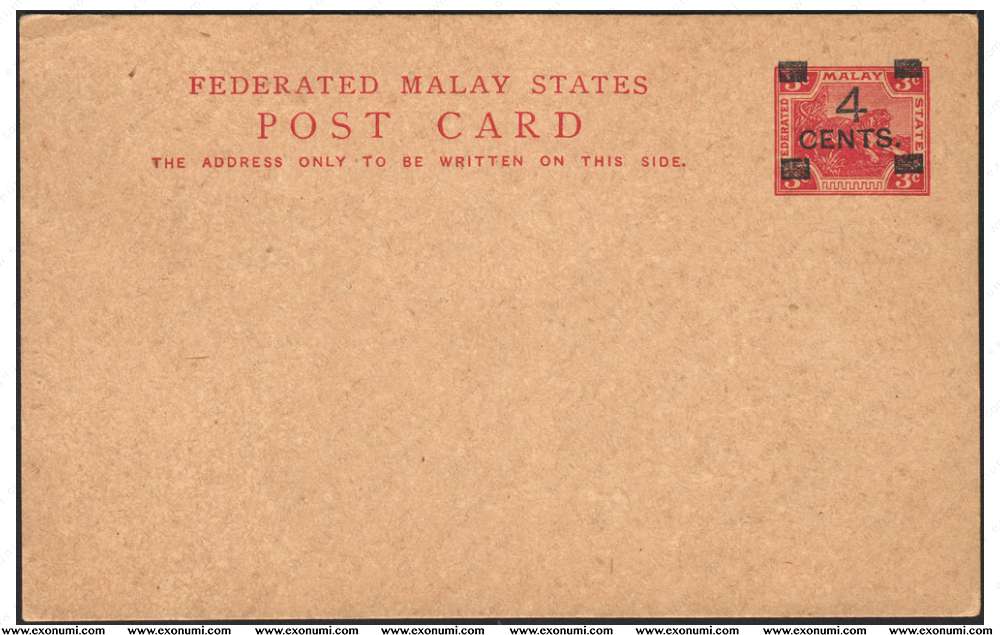 FEDERATED MALAY STATES
POST CARD
THE ADDRESS ONLY TO BE WRITTEN ON THIS SIDE.
3c MALAY 3c
FEDERATED
4
CENTS.
STATES
3c 3c
www.exonumi.com www.exonumi.com www.exonumi.com www.exonumi.com www.exonumi.com www.exonumi.com www.exonumi.com www.exonumi.com